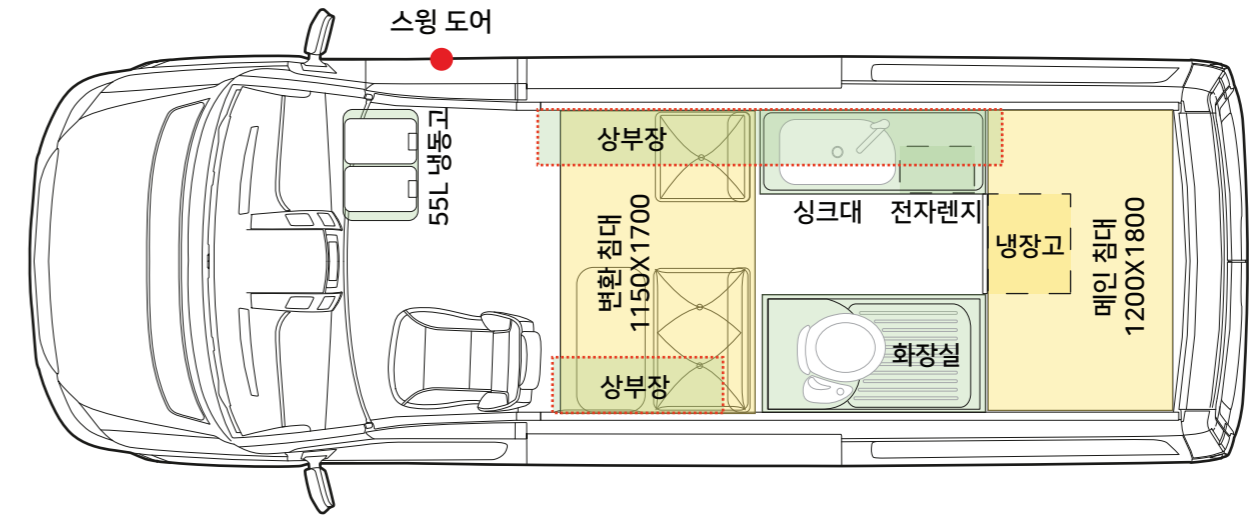 스윙 도어
55L 냉동고
상부장
변환 침대
1150X1700
상부장
싱크대
전자렌지
냉장고
화장실
메인 침대
1200X1800